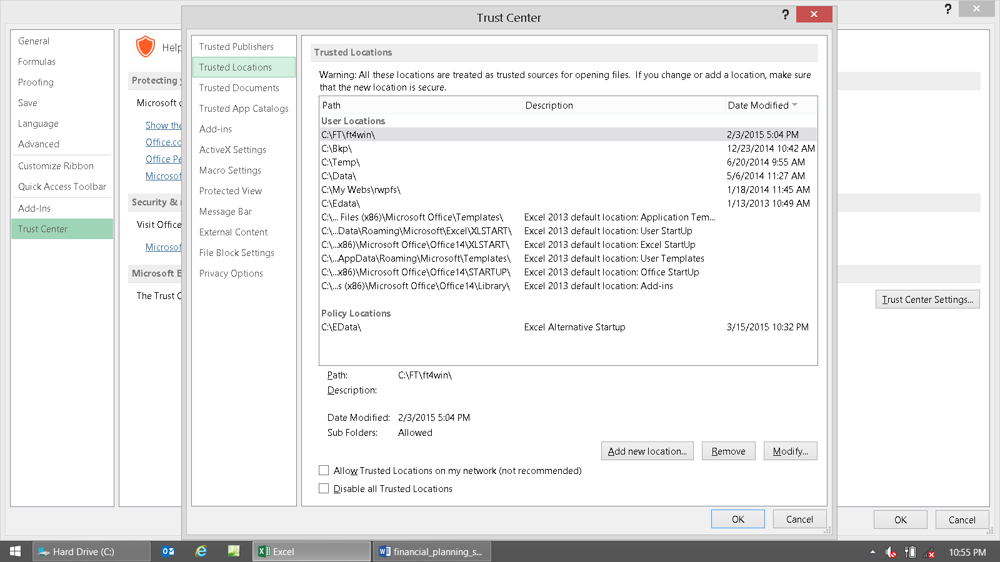 Trust Center
?
?
General
Formulas
Proofing
Save
Language
Advanced
Customize Ribbon
Quick Access Toolbar
Add-Ins
Trust Center
Help
Protecting y
Microsoft
Show the
Office.co
Office Pe
Microsof
Security &
Visit Office
Microsof
Microsoft E
The Trust C
Trusted Publishers
Trusted Locations
Trusted Documents
Trusted App Catalogs
Add-ins
ActiveX Settings
Macro Settings
Protected View
Message Bar
External Content
File Block Settings
Privacy Options
Trusted Locations
Warning: All these locations are treated as trusted sources for opening files. If you change or add a location, make sure
that the new location is secure.
Path Description Date Modified
User Locations
C:\FT\ft4win\ 2/3/2015 5:04 PM
C:\Bkp\ 12/23/2014 10:42 AM
C:\Temp\ 6/20/2014 9:55 AM
C:\Data\ 5/6/2014 11:27 AM
C:\My Webs\rwpfs\ 1/18/2014 11:45 AM
C:\Edata\ 1/13/2013 10:49 AM
C:\... Files (x86)\Microsoft Office\Templates\ Excel 2013 default location: Application Tem...
C:\...Data\Roaming\Microsoft\Excel\XLSTART\ Excel 2013 default location: User StartUp
C:\...x86)\Microsoft Office\Office14\XLSTART\ Excel 2013 default location: Excel StartUp
C:\...AppData\Roaming\Microsoft\Templates\ Excel 2013 default location: User Templates
C:\...x86)\Microsoft Office\Office14\STARTUP\ Excel 2013 default location: Office StartUp
C:\...s (x86)\Microsoft Office\Office14\Library\ Excel 2013 default location: Add-ins
Policy Locations
C:\EData\ Excel Alternative Startup 3/15/2015 10:32 PM
Path: C:\FT\ft4win\
Description:
Date Modified: 2/3/2015 5:04 PM
Sub Folders: Allowed
Add new location... Remove Modify...
Allow Trusted Locations on my network (not recommended)
Disable all Trusted Locations
OK Cancel
Trust Center Settings...
OK Cancel
Hard Drive (C:)
Excel
financial_planning_s...
10:55 PM